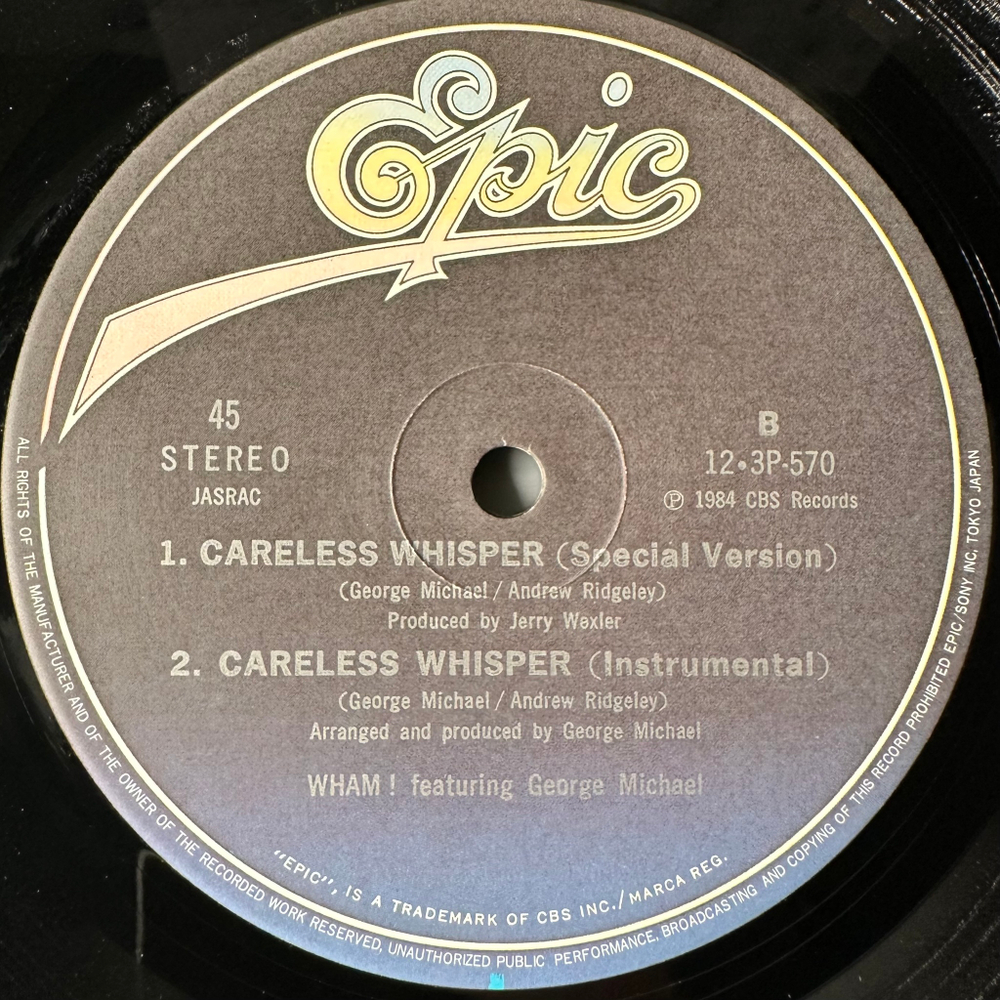 Epic
45
STEREO
JASRAC
B
12•3P-570
Ⓟ 1984 CBS Records
1. CARELESS WHISPER (Special Version)
(George Michael / Andrew Ridgeley)
Produced by Jerry Wexler
2. CARELESS WHISPER (Instrumental)
(George Michael / Andrew Ridgeley)
Arranged and produced by George Michael
WHAM! featuring George Michael
"EPIC", IS A TRADEMARK OF CBS INC./MARCA REG.
ALL RIGHTS OF THE MANUFACTURER AND OF THE OWNER OF THE RECORDED WORK RESERVED, UNAUTHORIZED PUBLIC PERFORMANCE, BROADCASTING AND COPYING OF THIS RECORD PROHIBITED EPIC/SONY INC, TOKYO JAPAN